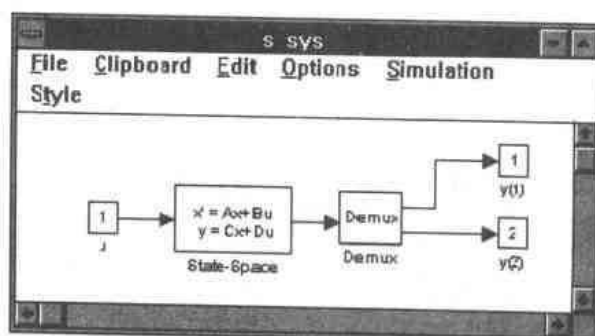 s sys
File Clipboard Edit Options Simulation
Style
1
x' = Ax+Bu
y = Cx+Du
State-Space
Demux
Demux
1
y(1)
2
y(2)